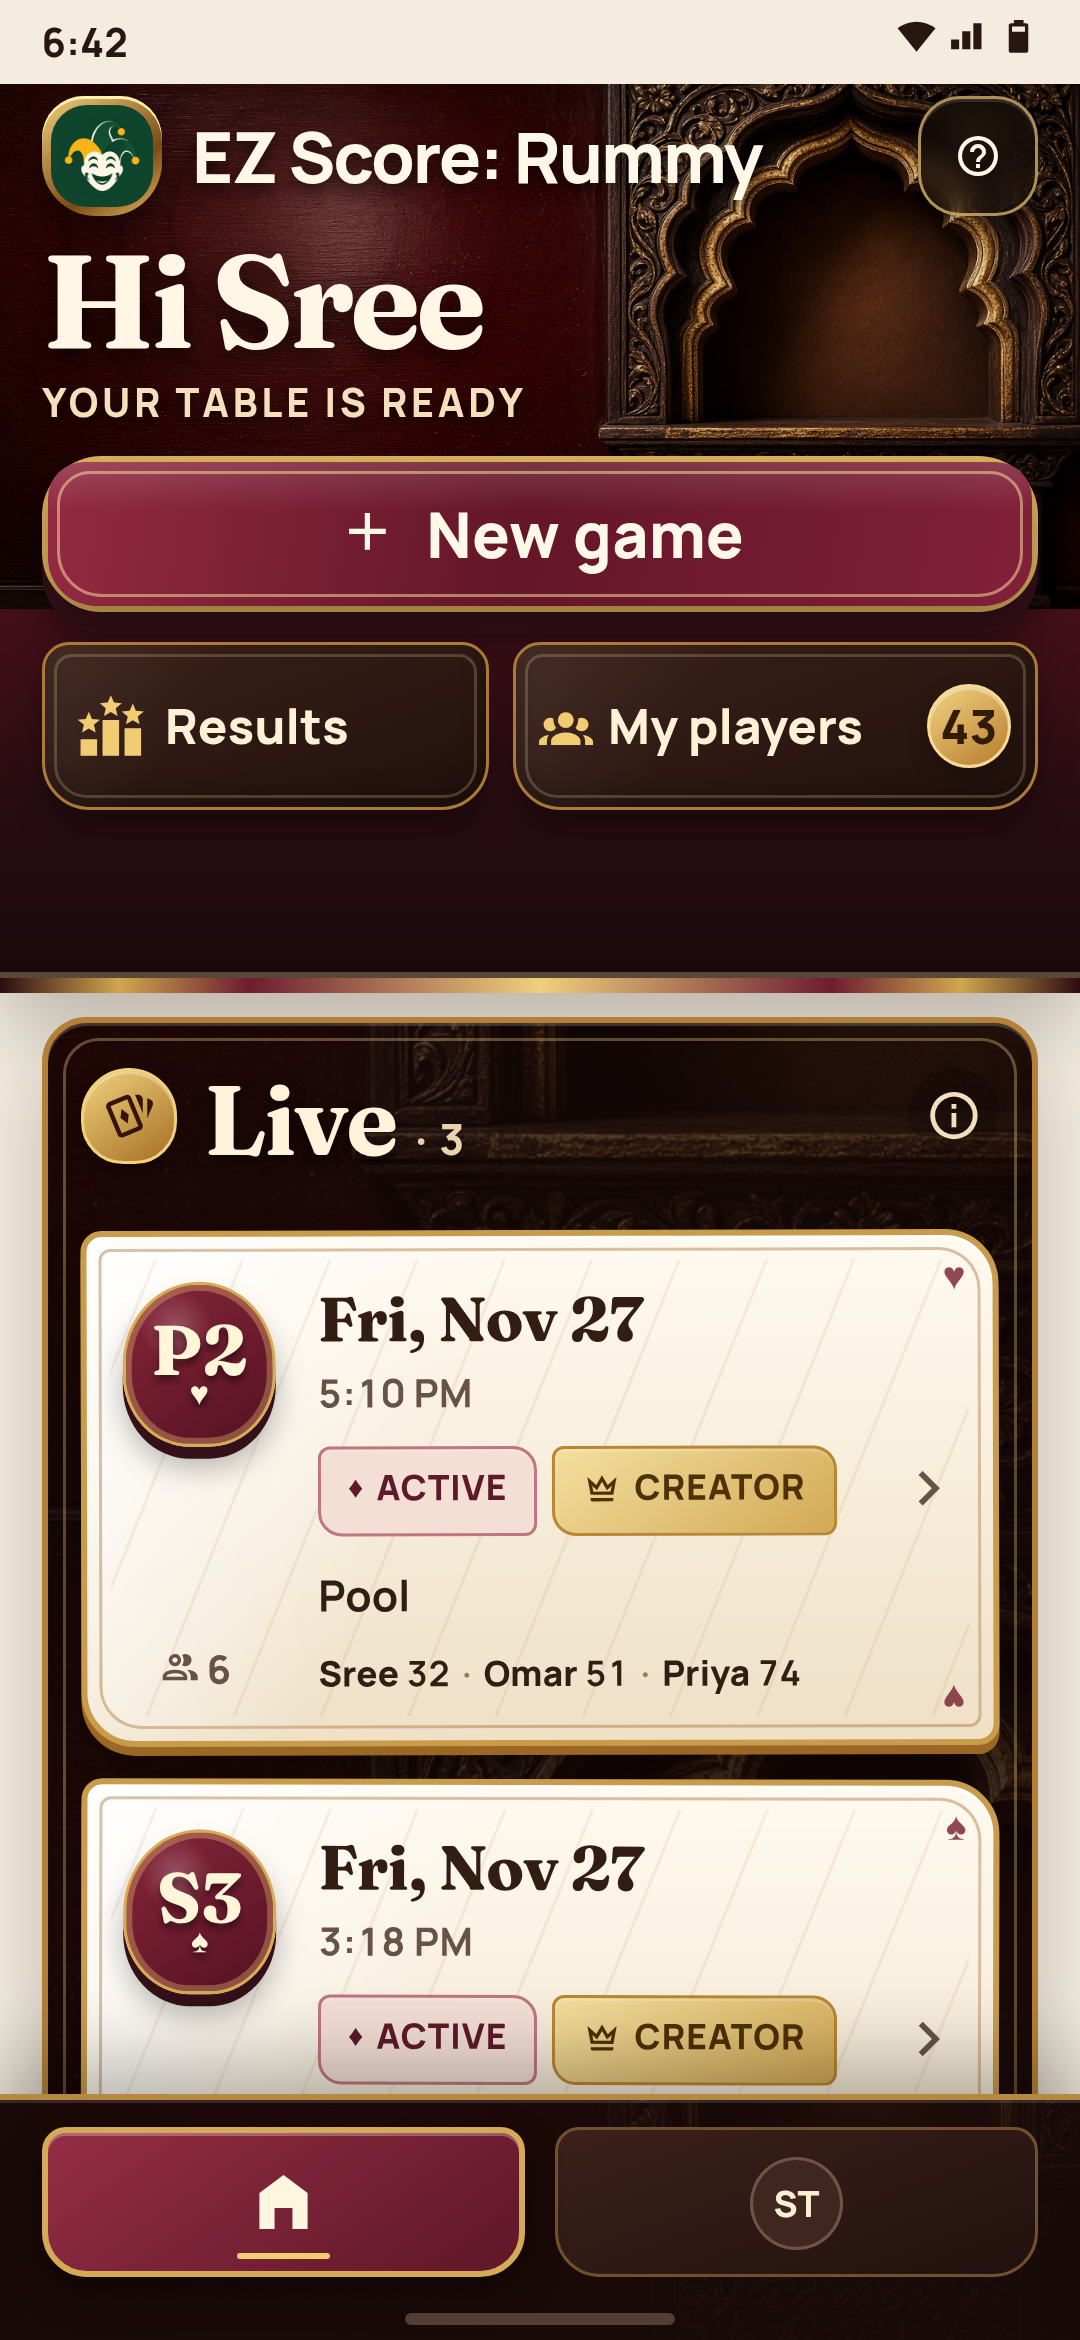 6:42
EZ Score: Rummy
Hi Sree
YOUR TABLE IS READY
+ New game
Results
My players 43
Live · 3
P2
Fri, Nov 27
5:10 PM
♦ ACTIVE
CREATOR
Pool
6
Sree 32 · Omar 51 · Priya 74
S3
Fri, Nov 27
3:18 PM
♦ ACTIVE
CREATOR
ST